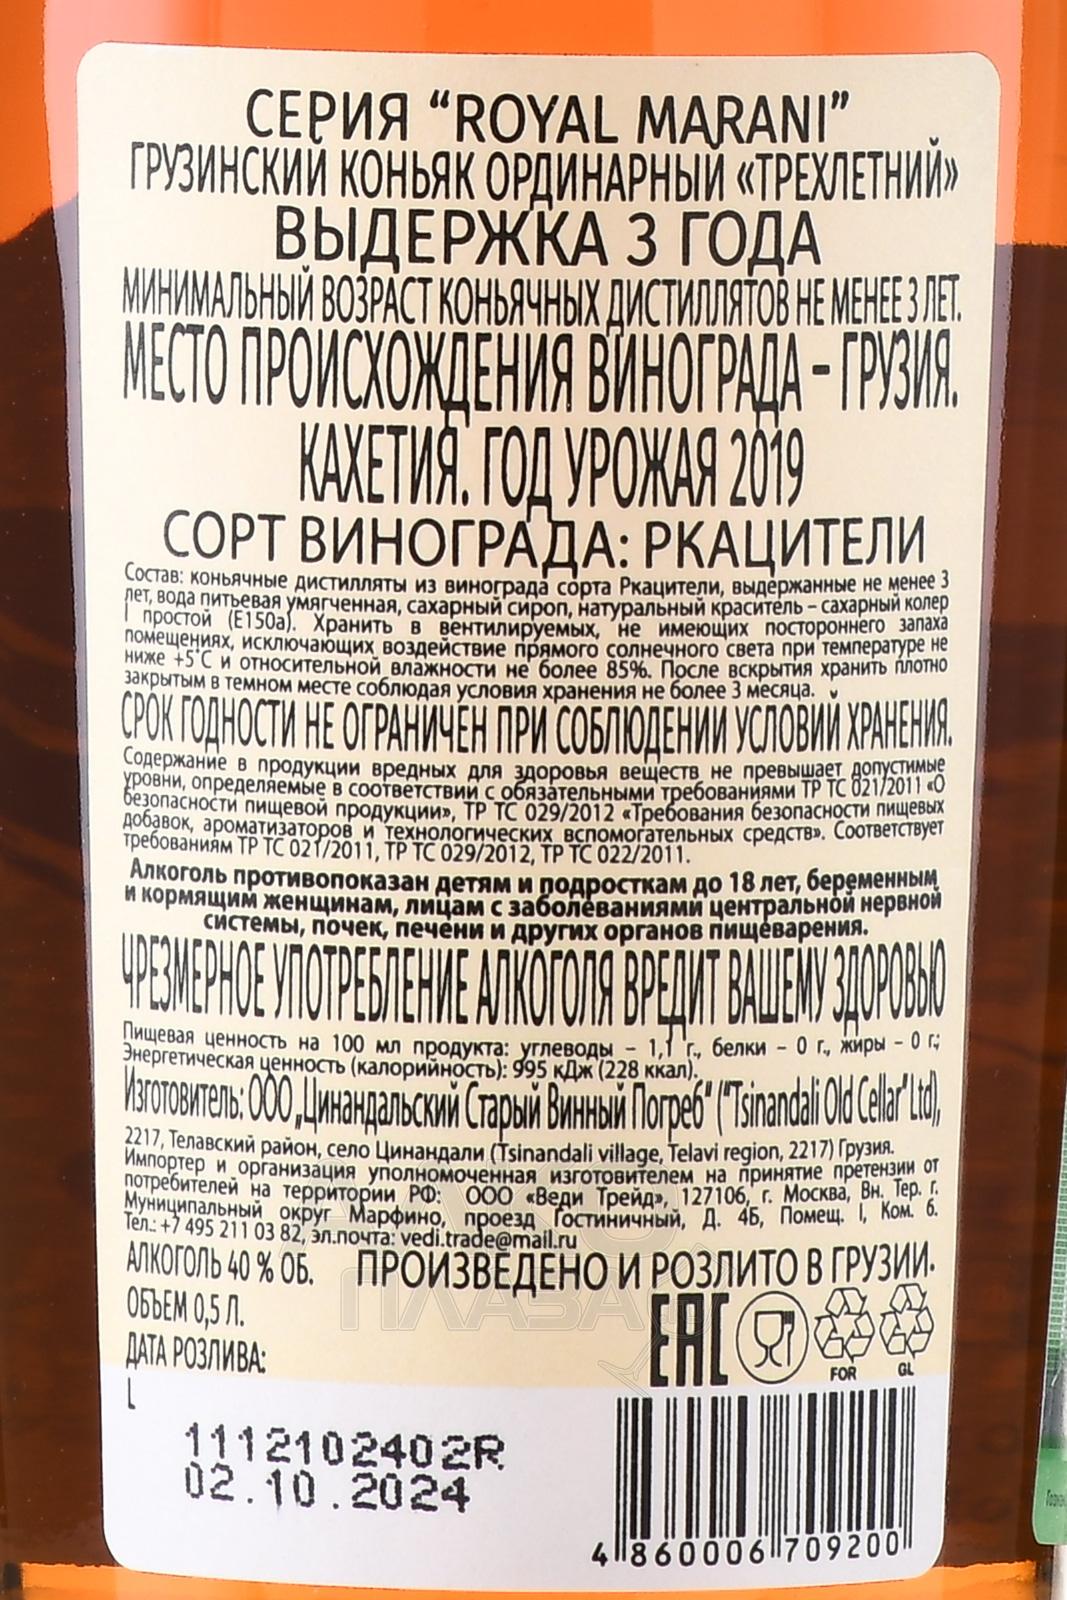 СЕРИЯ “ROYAL MARANI”
ГРУЗИНСКИЙ КОНЬЯК ОРДИНАРНЫЙ «ТРЕХЛЕТНИЙ»
ВЫДЕРЖКА 3 ГОДА
МИНИМАЛЬНЫЙ ВОЗРАСТ КОНЬЯЧНЫХ ДИСТИЛЛЯТОВ НЕ МЕНЕЕ 3 ЛЕТ.
МЕСТО ПРОИСХОЖДЕНИЯ ВИНОГРАДА – ГРУЗИЯ.
КАХЕТИЯ. ГОД УРОЖАЯ 2019
СОРТ ВИНОГРАДА: РКАЦИТЕЛИ
Состав: коньячные дистилляты из винограда сорта Ркацители, выдержанные не менее 3
лет, вода питьевая умягченная, сахарный сироп, натуральный краситель – сахарный колер
I простой (Е150а). Хранить в вентилируемых, не имеющих постороннего запаха
помещениях, исключающих воздействие прямого солнечного света при температуре не
ниже +5°С и относительной влажности не более 85%. После вскрытия хранить плотно
закрытым в темном месте соблюдая условия хранения не более 3 месяца.
СРОК ГОДНОСТИ НЕ ОГРАНИЧЕН ПРИ СОБЛЮДЕНИИ УСЛОВИЙ ХРАНЕНИЯ.
Содержание в продукции вредных для здоровья веществ не превышает допустимые
уровни, определяемые в соответствии с обязательными требованиями ТР ТС 021/2011 «О
безопасности пищевой продукции», ТР ТС 029/2012 «Требования безопасности пищевых
добавок, ароматизаторов и технологических вспомогательных средств». Соответствует
требованиям ТР ТС 021/2011, ТР ТС 029/2012, ТР ТС 022/2011.
Алкоголь противопоказан детям и подросткам до 18 лет, беременным
и кормящим женщинам, лицам с заболеваниями центральной нервной
системы, почек, печени и других органов пищеварения.
ЧРЕЗМЕРНОЕ УПОТРЕБЛЕНИЕ АЛКОГОЛЯ ВРЕДИТ ВАШЕМУ ЗДОРОВЬЮ
Пищевая ценность на 100 мл продукта: углеводы – 1,1 г., белки – 0 г., жиры – 0 г.;
Энергетическая ценность (калорийность): 995 кДж (228 ккал).
Изготовитель: ООО „Цинандальский Старый Винный Погреб“ (“Tsinandali Old Cellar”Ltd),
2217, Телавский район, село Цинандали (Tsinandali village, Telavi region, 2217) Грузия.
Импортер и организация уполномоченная изготовителем на принятие претензии от
потребителей на территории РФ: ООО «Веди Трейд», 127106, г. Москва, Вн. Тер. г.
Муниципальный округ Марфино, проезд Гостиничный, Д. 4Б, Помещ. I, Ком. 6.
Тел.: +7 495 211 03 82, эл.почта: vedi.trade@mail.ru
АЛКОГОЛЬ 40 % ОБ. ПРОИЗВЕДЕНО И РОЗЛИТО В ГРУЗИИ.
ОБЪЕМ 0,5 Л.
ДАТА РОЗЛИВА:
EAC
FOR GL
L
1112102402R
02.10.2024
4 860006 709200
АЛКО
ПЛАЗА